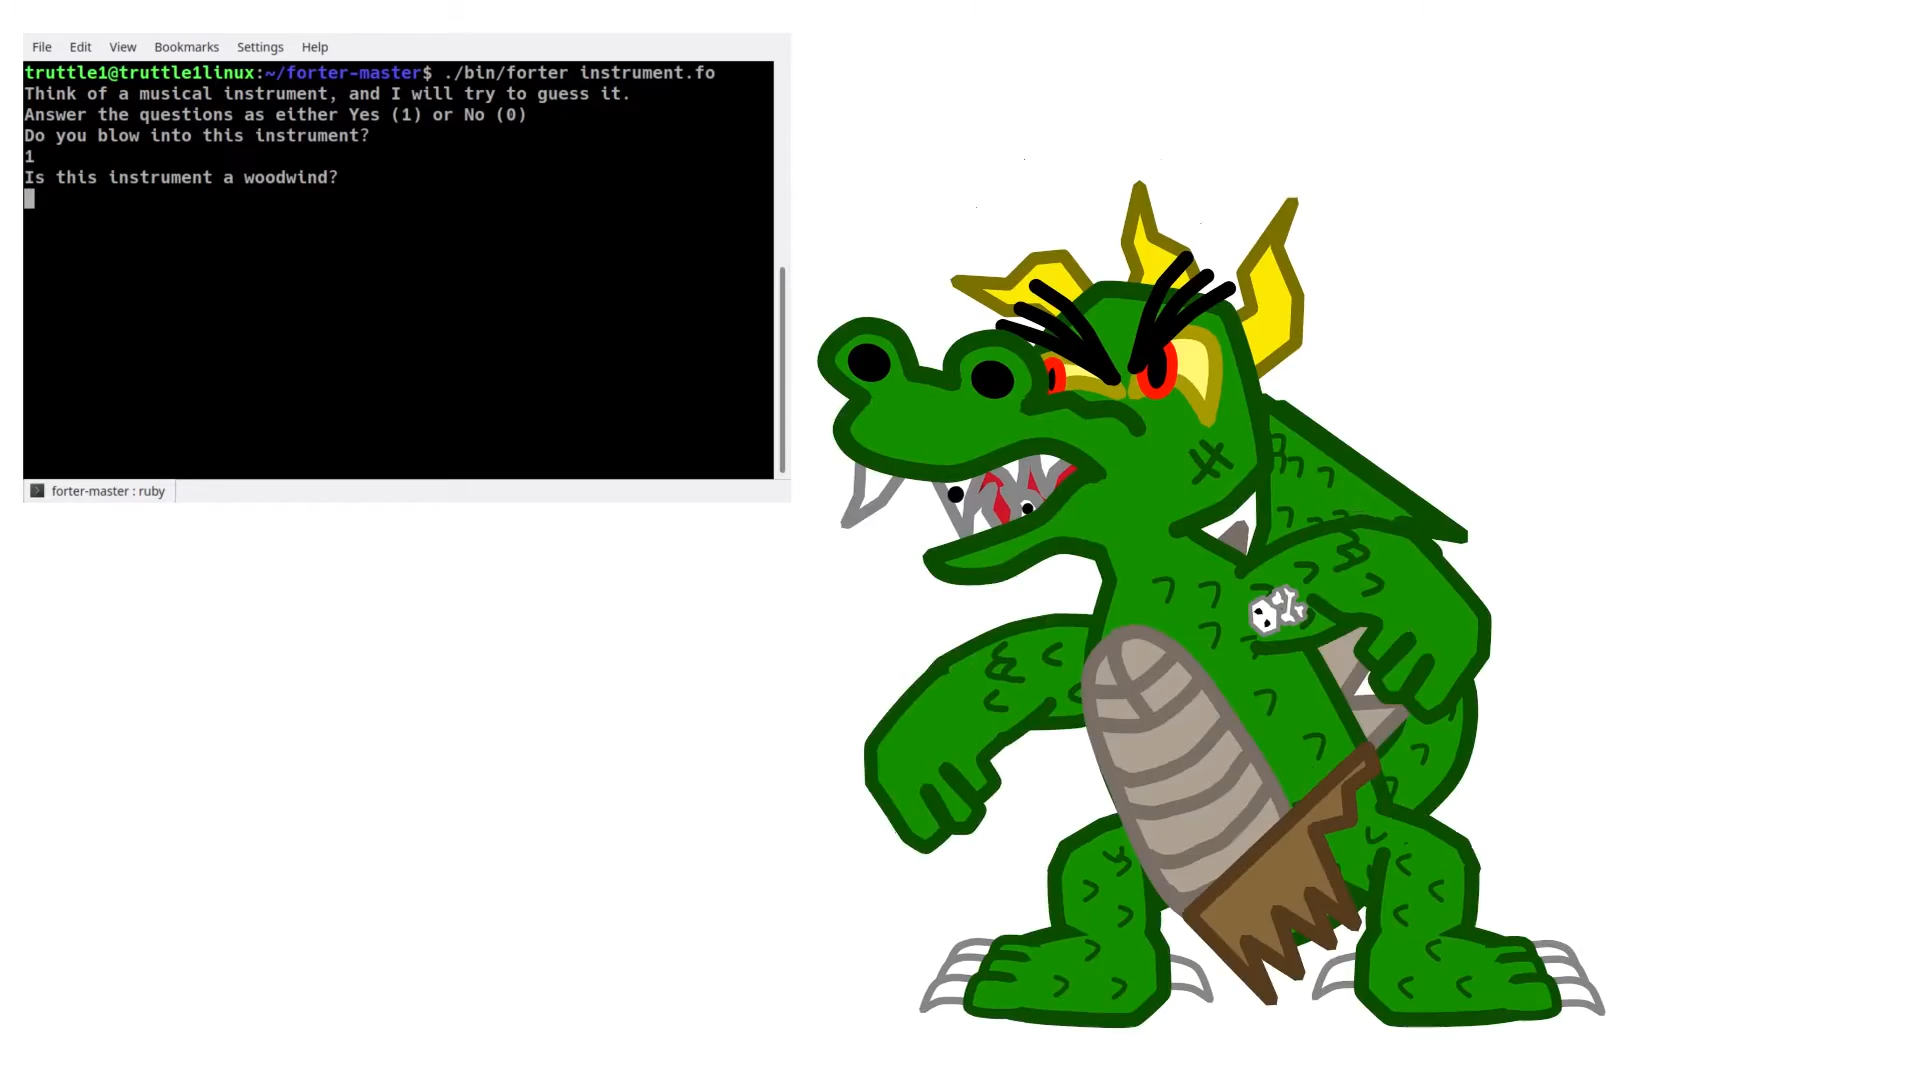 File Edit View Bookmarks Settings Help
truttle1@truttle1linux:~/forter-master$ ./bin/forter instrument.fo
Think of a musical instrument, and I will try to guess it.
Answer the questions as either Yes (1) or No (0)
Do you blow into this instrument?
1
Is this instrument a woodwind?
forter-master : ruby